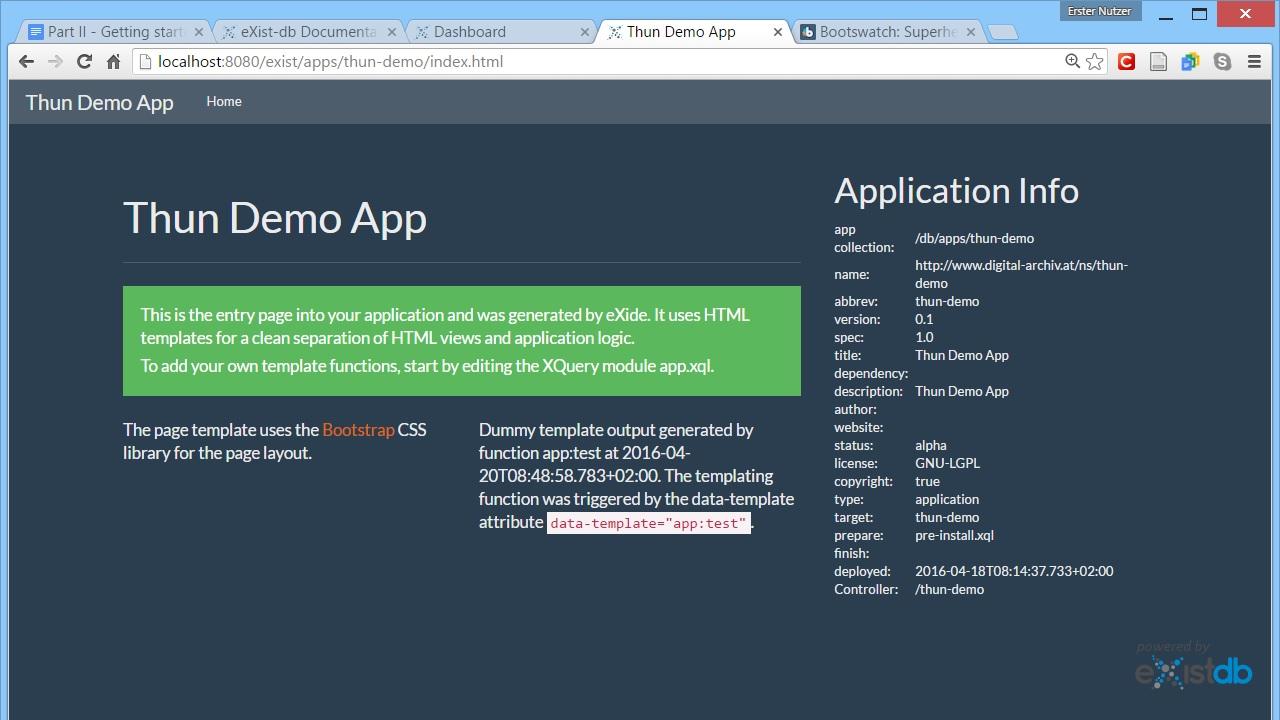 Erster Nutzer
Part II - Getting start
eXist-db Documenta
Dashboard
Thun Demo App
Bootswatch: Superhe
localhost:8080/exist/apps/thun-demo/index.html
Thun Demo App
Home
Thun Demo App
This is the entry page into your application and was generated by eXide. It uses HTML
templates for a clean separation of HTML views and application logic.
To add your own template functions, start by editing the XQuery module app.xql.
The page template uses the Bootstrap CSS
library for the page layout.
Dummy template output generated by
function app:test at 2016-04-
20T08:48:58.783+02:00. The templating
function was triggered by the data-template
attribute data-template="app:test".
Application Info
app
collection: /db/apps/thun-demo
name: http://www.digital-archiv.at/ns/thun-
demo
abbrev: thun-demo
version: 0.1
spec: 1.0
title: Thun Demo App
dependency:
description: Thun Demo App
author:
website:
status: alpha
license: GNU-LGPL
copyright: true
type: application
target: thun-demo
prepare: pre-install.xql
finish:
deployed: 2016-04-18T08:14:37.733+02:00
Controller: /thun-demo
powered by
eXistdb